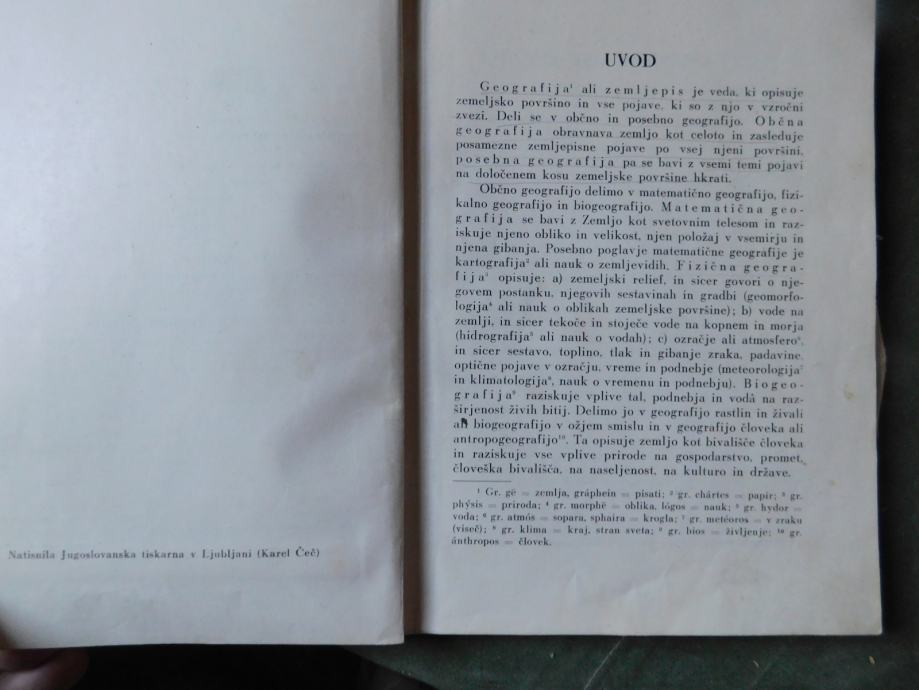 Natisnila Jugoslovanska tiskarna v Ljubljani (Karel Čeč)
UVOD
Geografija¹ ali zemljepis je veda, ki opisuje
zemeljsko površino in vse pojave, ki so z njo v vzročni
zvezi. Deli se v občno in posebno geografijo. Občna
geografija obravnava zemljo kot celoto in zasleduje
posamezne zemljepisne pojave po vsej njeni površini,
posebna geografija pa se bavi z vsemi temi pojavi
na določenem kosu zemeljske površine hkrati.
Občno geografijo delimo v matematično geografijo, fizi-
kalno geografijo in biogeografijo. Matematična geo-
grafija se bavi z Zemljo kot svetovnim telesom in raz-
iskuje njeno obliko in velikost, njen položaj v vsemirju in
njena gibanja. Posebno poglavje matematične geografije je
kartografija² ali nauk o zemljevidih. Fizična geogra-
fija³ opisuje: a) zemeljski relief, in sicer govori o nje-
govem postanku, njegovih sestavinah in gradbi (geomorfo-
logija⁴ ali nauk o oblikah zemeljske površine); b) vode na
zemlji, in sicer tekoče in stoječe vode na kopnem in morja
(hidrografija⁵ ali nauk o vodah); c) ozračje ali atmosfero⁶,
in sicer sestavo, toplino, tlak in gibanje zraka, padavine,
optične pojave v ozračju, vreme in podnebje (meteorologija⁷
in klimatologija⁸, nauk o vremenu in podnebju). Biogeo-
grafija⁹ raziskuje vplive tal, podnebja in vodâ na raz-
širjenost živih bitij. Delimo jo v geografijo rastlin in živali
ali biogeografijo v ožjem smislu in v geografijo človeka ali
antropogeografijo¹⁰. Ta opisuje zemljo kot bivališče človeka
in raziskuje vse vplive prirode na gospodarstvo, promet,
človeška bivališča, na naseljenost, na kulturo in države.
¹ Gr. gē = zemlja, gráphein = pisati; ² gr. chártes = papir; ³ gr.
phýsis = priroda; ⁴ gr. morphē = oblika, lógos = nauk; ⁵ gr. hydor =
voda; ⁶ gr. atmós = sopara, sphaira = krogla; ⁷ gr. metéoros = v zraku
(viseč); ⁸ gr. klima = kraj, stran sveta; ⁹ gr. bios = življenje; ¹⁰ gr.
ánthropos = človek.